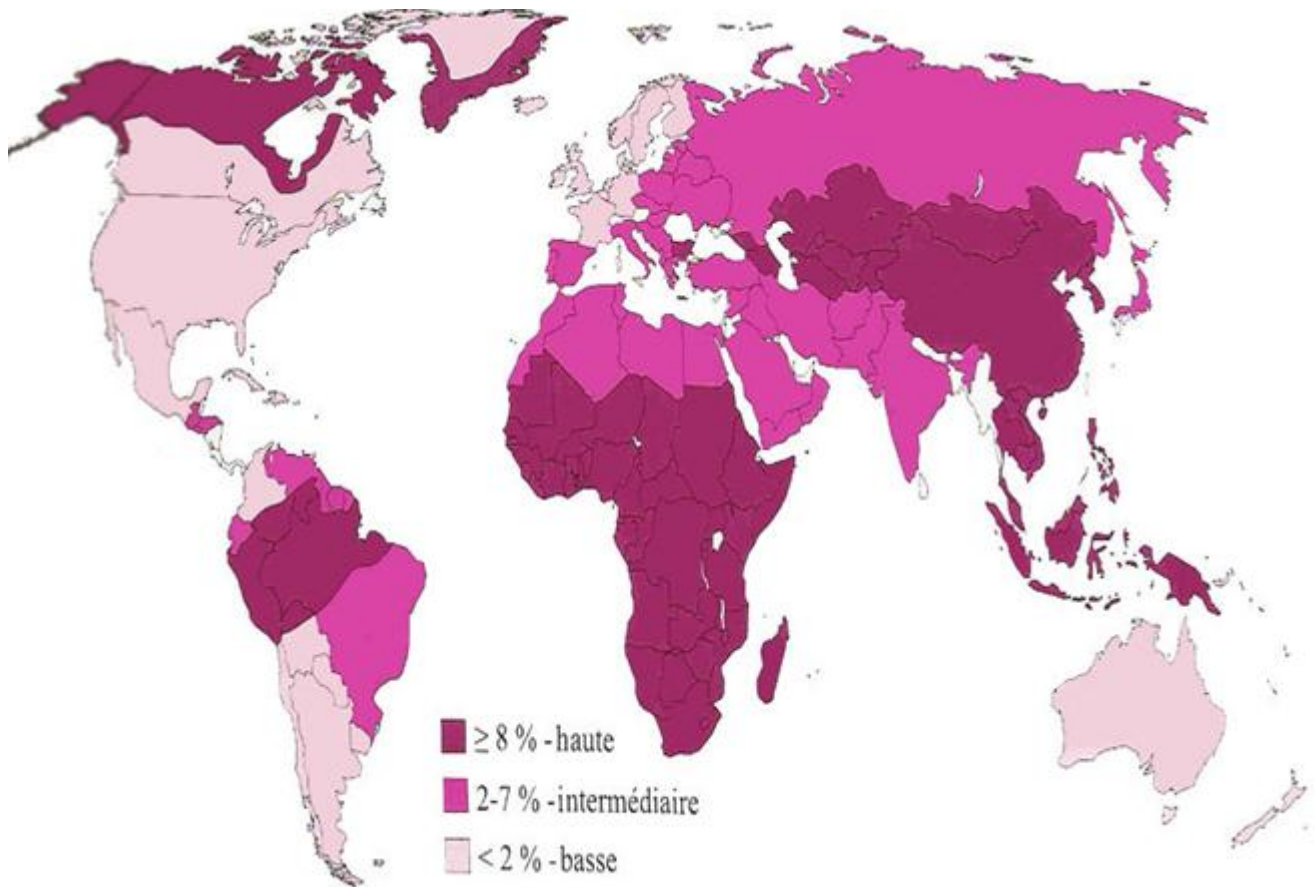 ≥ 8 % -haute
2-7 % -intermédiaire
< 2 % -basse